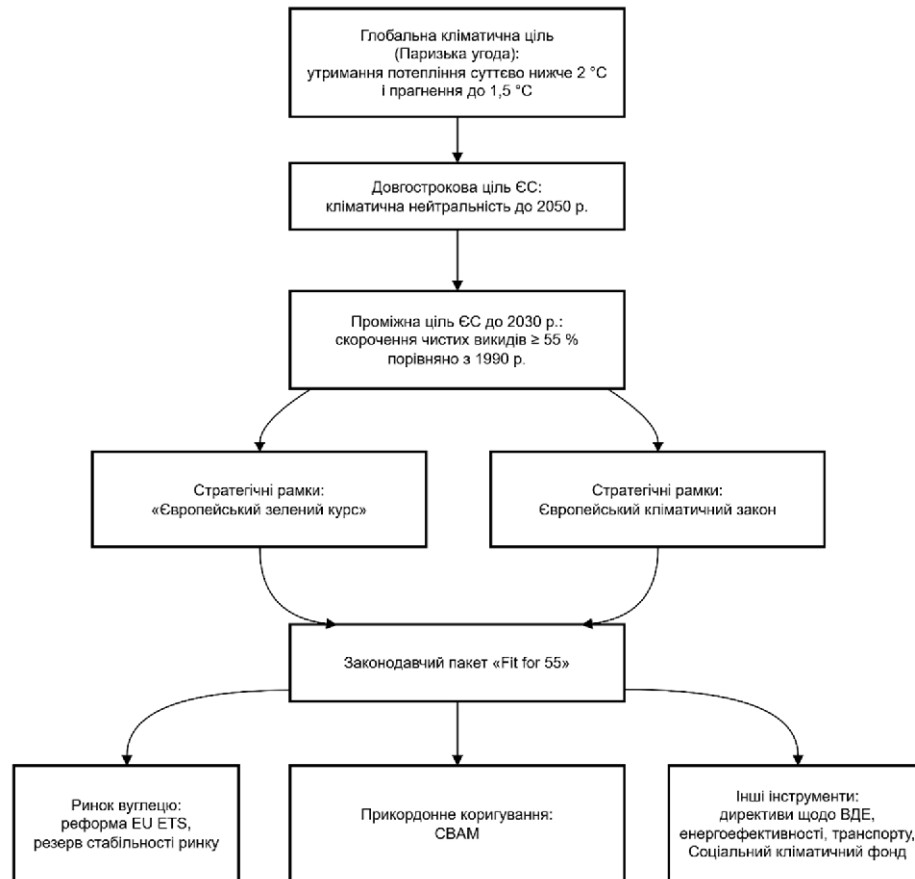 Глобальна кліматична ціль
(Паризька угода):
утримання потепління суттєво нижче 2 °C
і прагнення до 1,5 °C
Довгострокова ціль ЄС:
кліматична нейтральність до 2050 р.
Проміжна ціль ЄС до 2030 р.:
скорочення чистих викидів ≥ 55 %
порівняно з 1990 р.
Стратегічні рамки:
«Європейський зелений курс»
Стратегічні рамки:
Європейський кліматичний закон
Законодавчий пакет «Fit for 55»
Ринок вуглецю:
реформа EU ETS,
резерв стабільності ринку
Прикордонне коригування:
CBAM
Інші інструменти:
директиви щодо ВДЕ,
енергоефективності, транспорту,
Соціальний кліматичний фонд